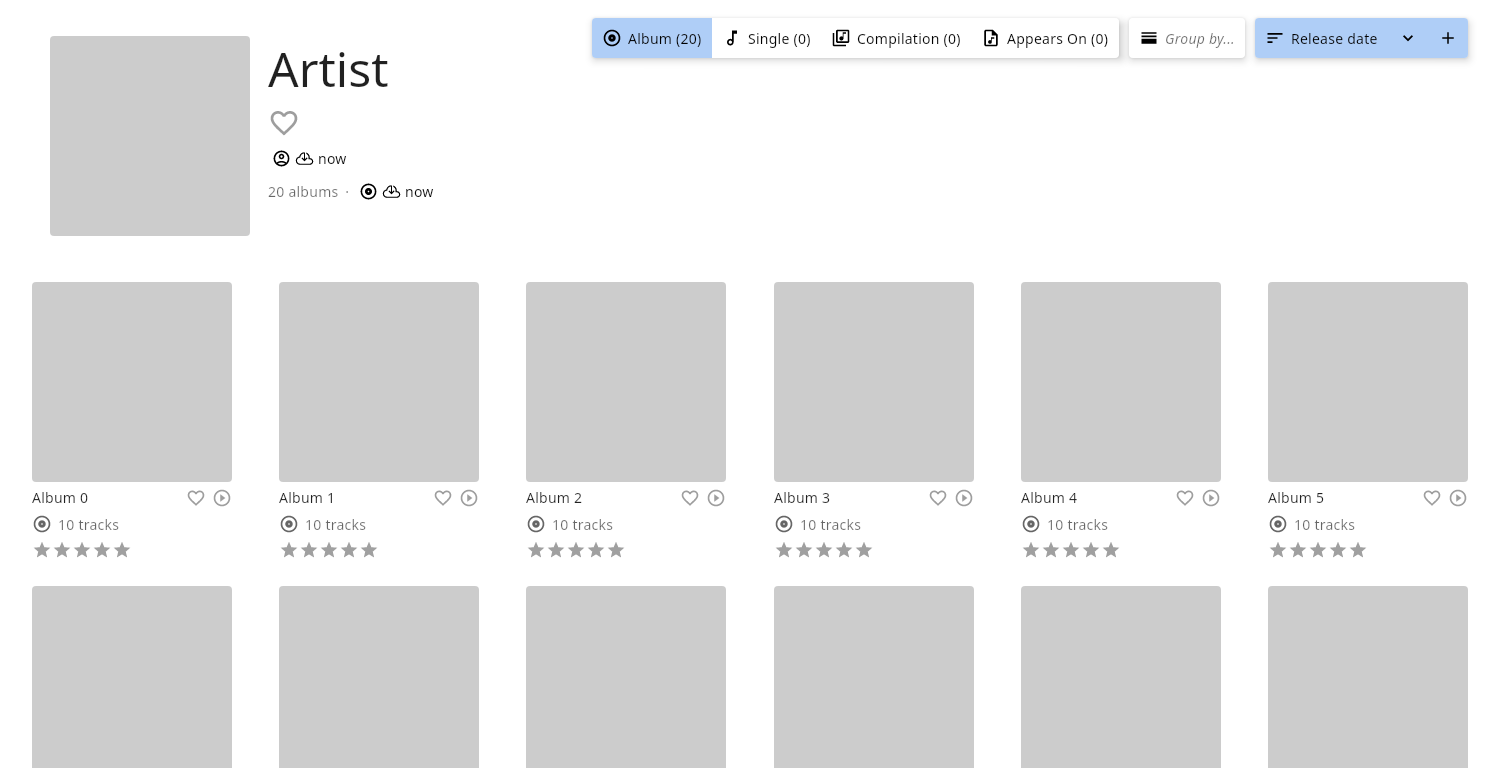 Album (20) Single (0) Compilation (0) Appears On (0) Group by... Release date
Artist
now
20 albums · now
Album 0 Album 1 Album 2 Album 3 Album 4 Album 5
10 tracks 10 tracks 10 tracks 10 tracks 10 tracks 10 tracks